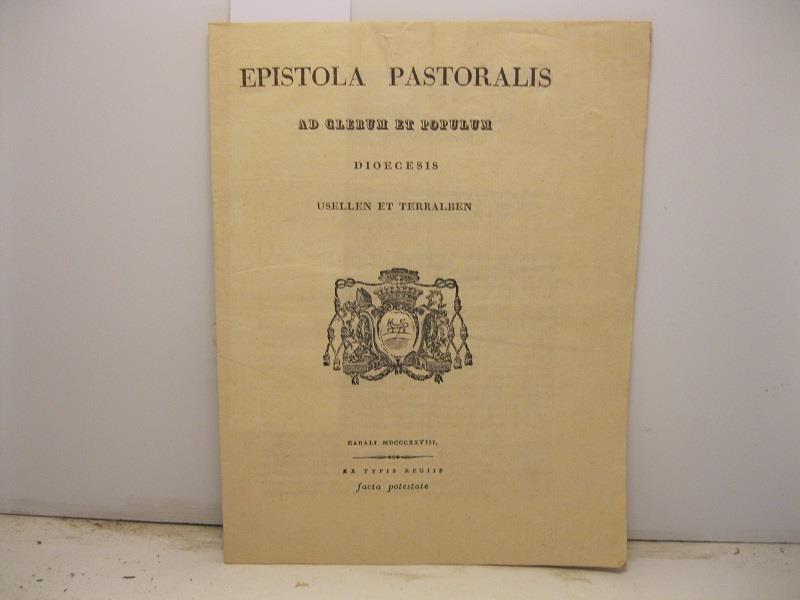 EPISTOLA PASTORALIS
AD CLERUM ET POPULUM
DIOECESIS
USELLEN ET TERRALBEN
CARALI MDCCCXXVIII.
EX TYPIS REGIIS
facta potestate